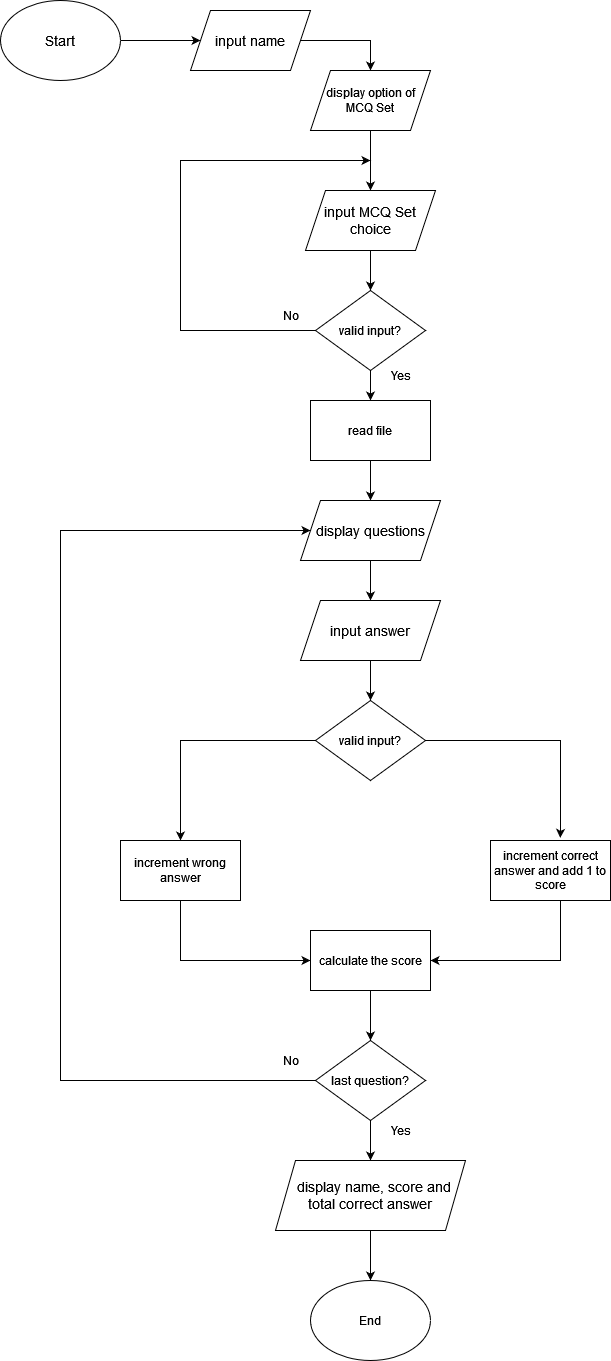 Start
input name
display option of
MCQ Set
input MCQ Set
choice
No
valid input?
Yes
read file
display questions
input answer
valid input?
increment wrong
answer
increment correct
answer and add 1 to
score
calculate the score
No
last question?
Yes
display name, score and
total correct answer
End